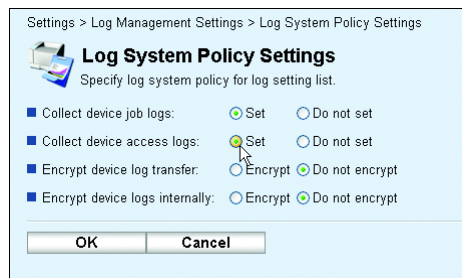 Settings > Log Management Settings > Log System Policy Settings
Log System Policy Settings
Specify log system policy for log setting list.
Collect device job logs: Set Do not set
Collect device access logs: Set Do not set
Encrypt device log transfer: Encrypt Do not encrypt
Encrypt device logs internally: Encrypt Do not encrypt
OK Cancel